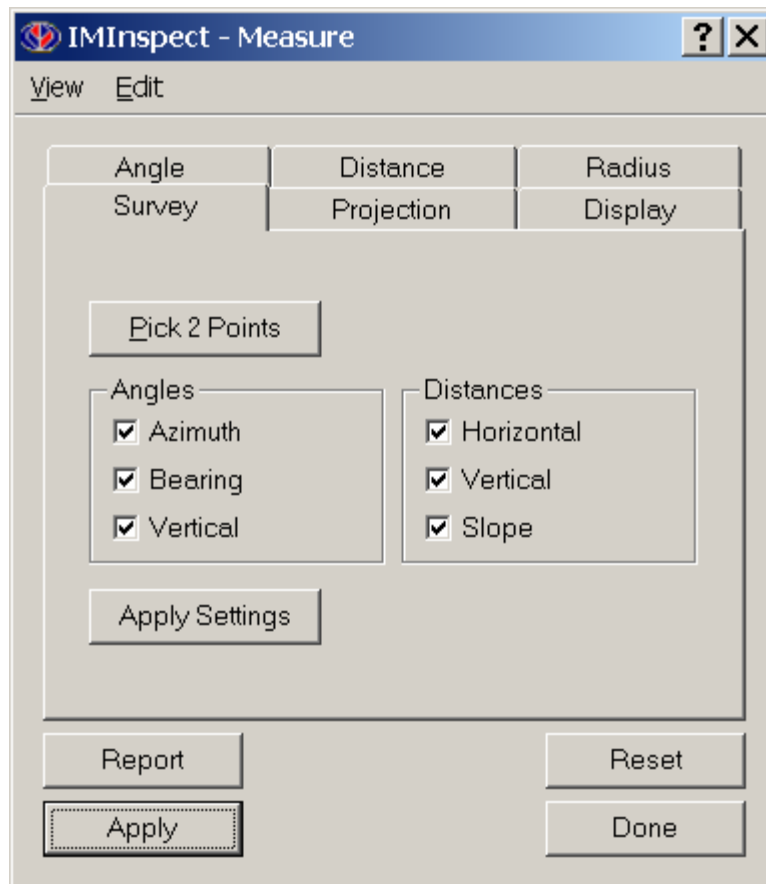 IMInspect - Measure
View Edit
Angle Distance Radius
Survey Projection Display
Pick 2 Points
Angles Distances
Azimuth Horizontal
Bearing Vertical
Vertical Slope
Apply Settings
Report Reset
Apply Done